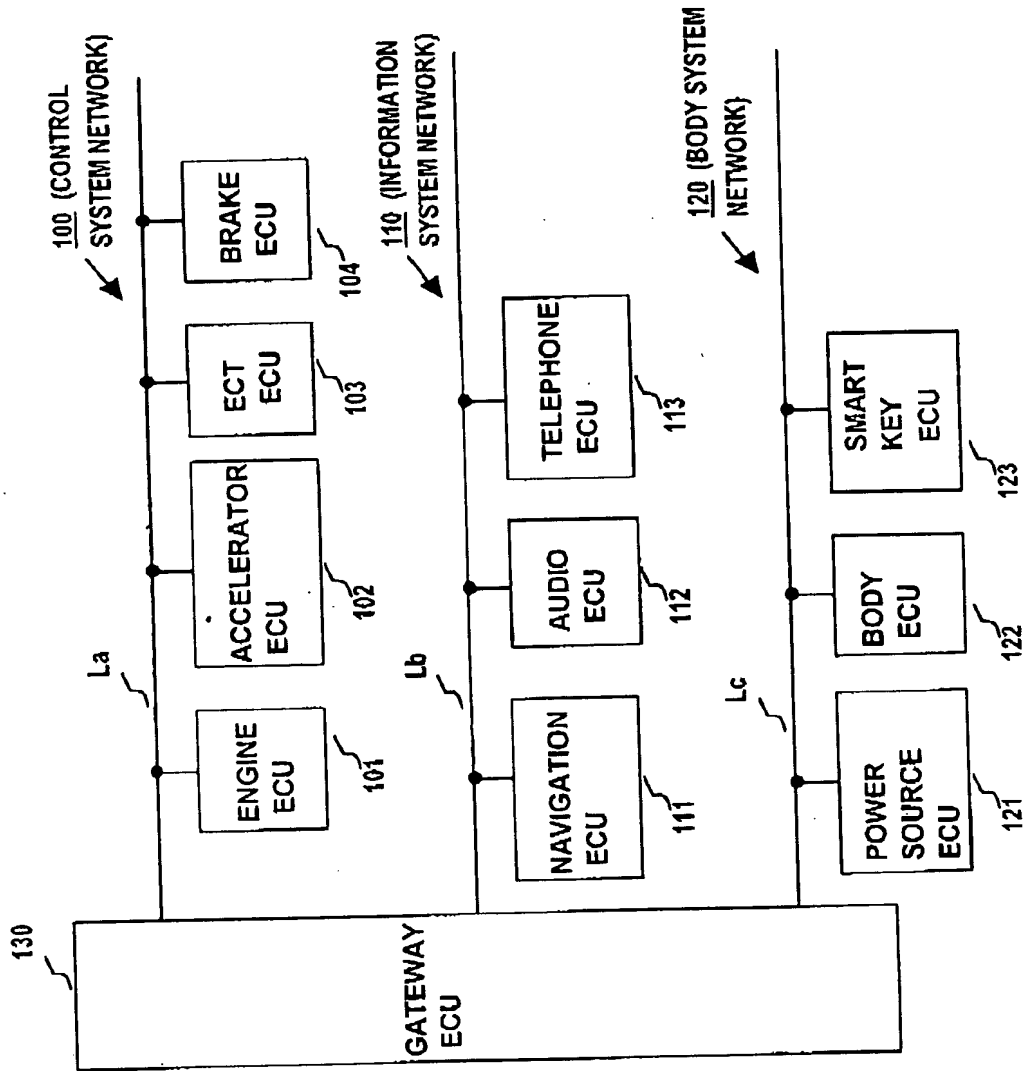 130
GATEWAY
ECU
100 (CONTROL
SYSTEM NETWORK)
La
ENGINE
ECU
101
ACCELERATOR
ECU
102
ECT
ECU
103
BRAKE
ECU
104
110 (INFORMATION
SYSTEM NETWORK)
Lb
NAVIGATION
ECU
111
AUDIO
ECU
112
TELEPHONE
ECU
113
120 (BODY SYSTEM
NETWORK)
Lc
POWER
SOURCE
ECU
121
BODY
ECU
122
SMART
KEY
ECU
123